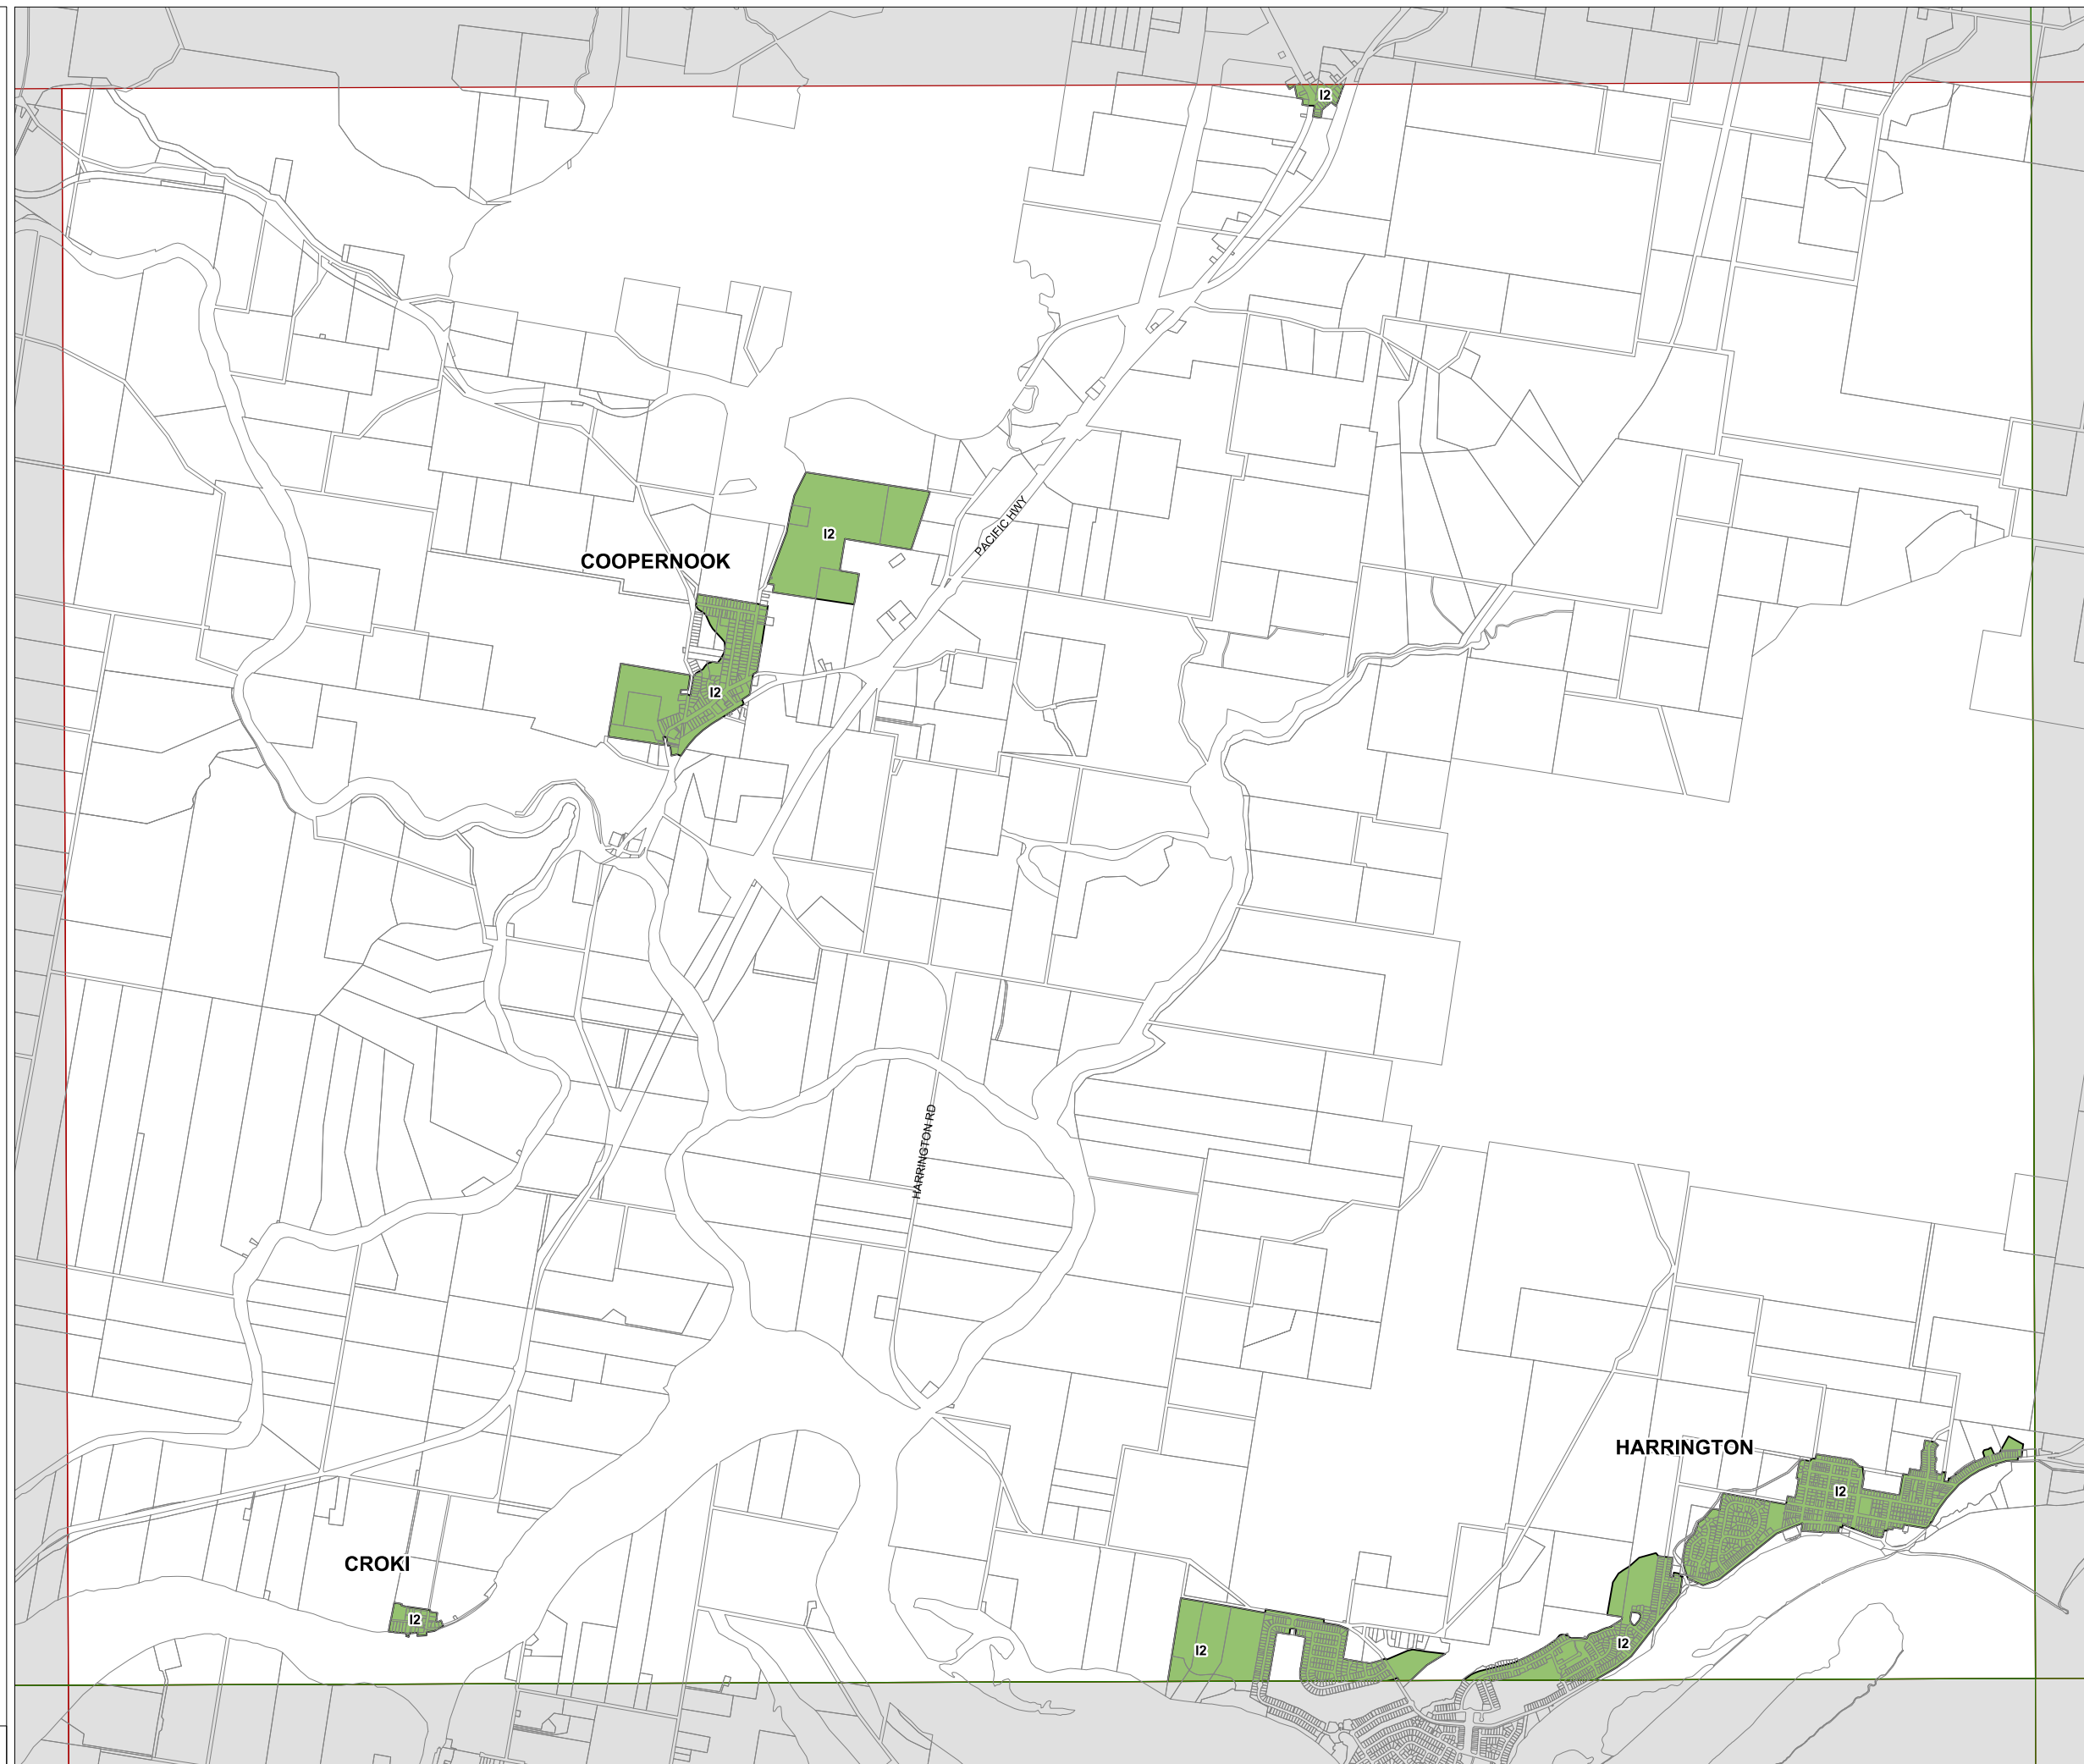 I2
I2
PACIFIC HWY
COOPERNOOK
I2
HARRINGTON RD
HARRINGTON
I2
CROKI
I2
I2
I2